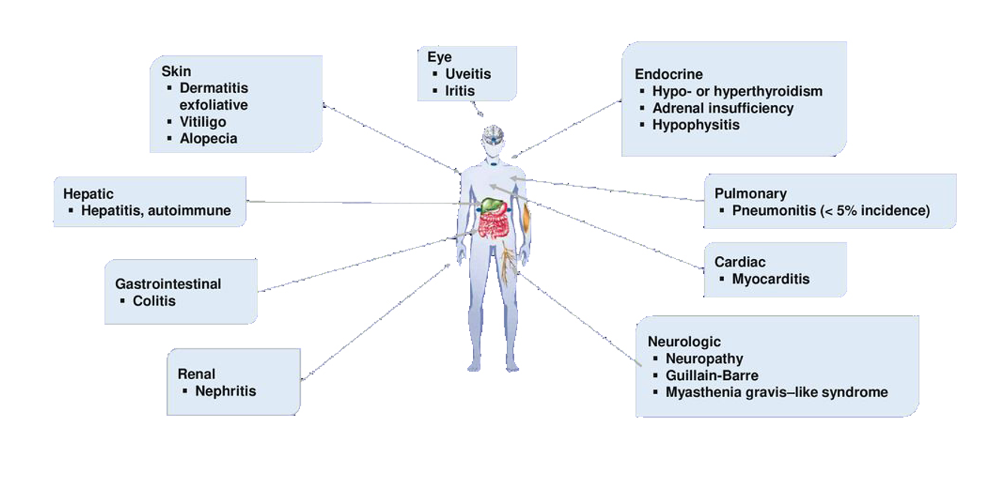 Skin
▪ Dermatitis
exfoliative
▪ Vitiligo
▪ Alopecia
Eye
▪ Uveitis
▪ Iritis
Endocrine
▪ Hypo- or hyperthyroidism
▪ Adrenal insufficiency
▪ Hypophysitis
Hepatic
▪ Hepatitis, autoimmune
Pulmonary
▪ Pneumonitis (< 5% incidence)
Gastrointestinal
▪ Colitis
Cardiac
▪ Myocarditis
Renal
▪ Nephritis
Neurologic
▪ Neuropathy
▪ Guillain-Barre
▪ Myasthenia gravis–like syndrome